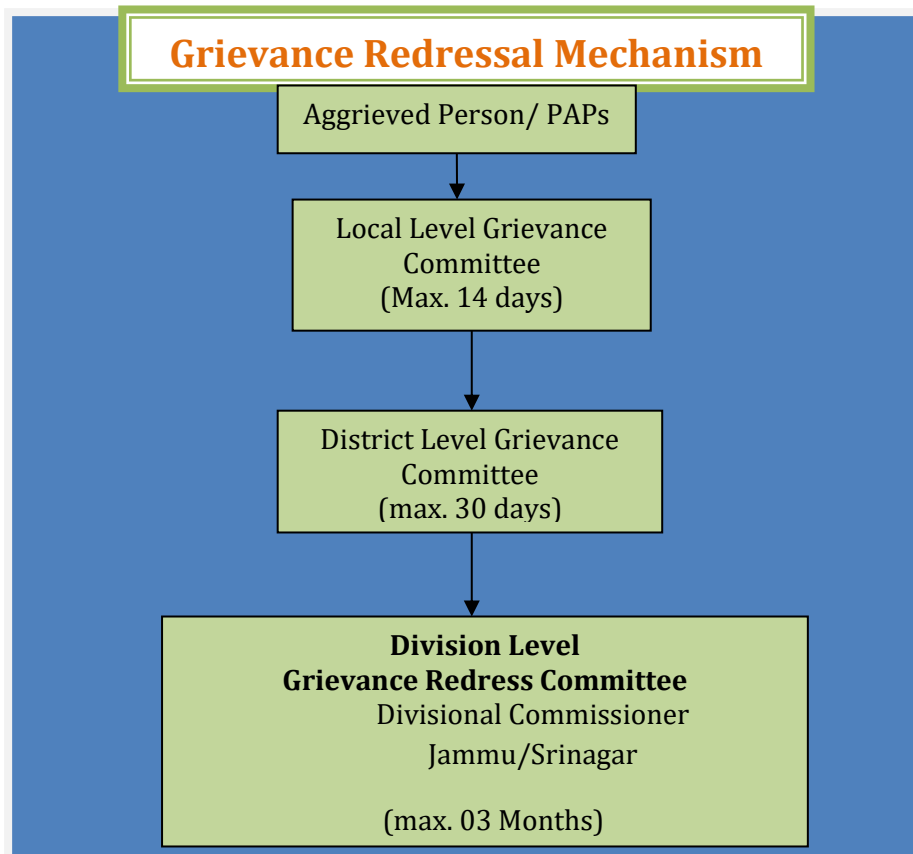 Grievance Redressal Mechanism
Aggrieved Person/ PAPs
Local Level Grievance
Committee
(Max. 14 days)
District Level Grievance
Committee
(max. 30 days)
Division Level
Grievance Redress Committee
Divisional Commissioner
Jammu/Srinagar
(max. 03 Months)